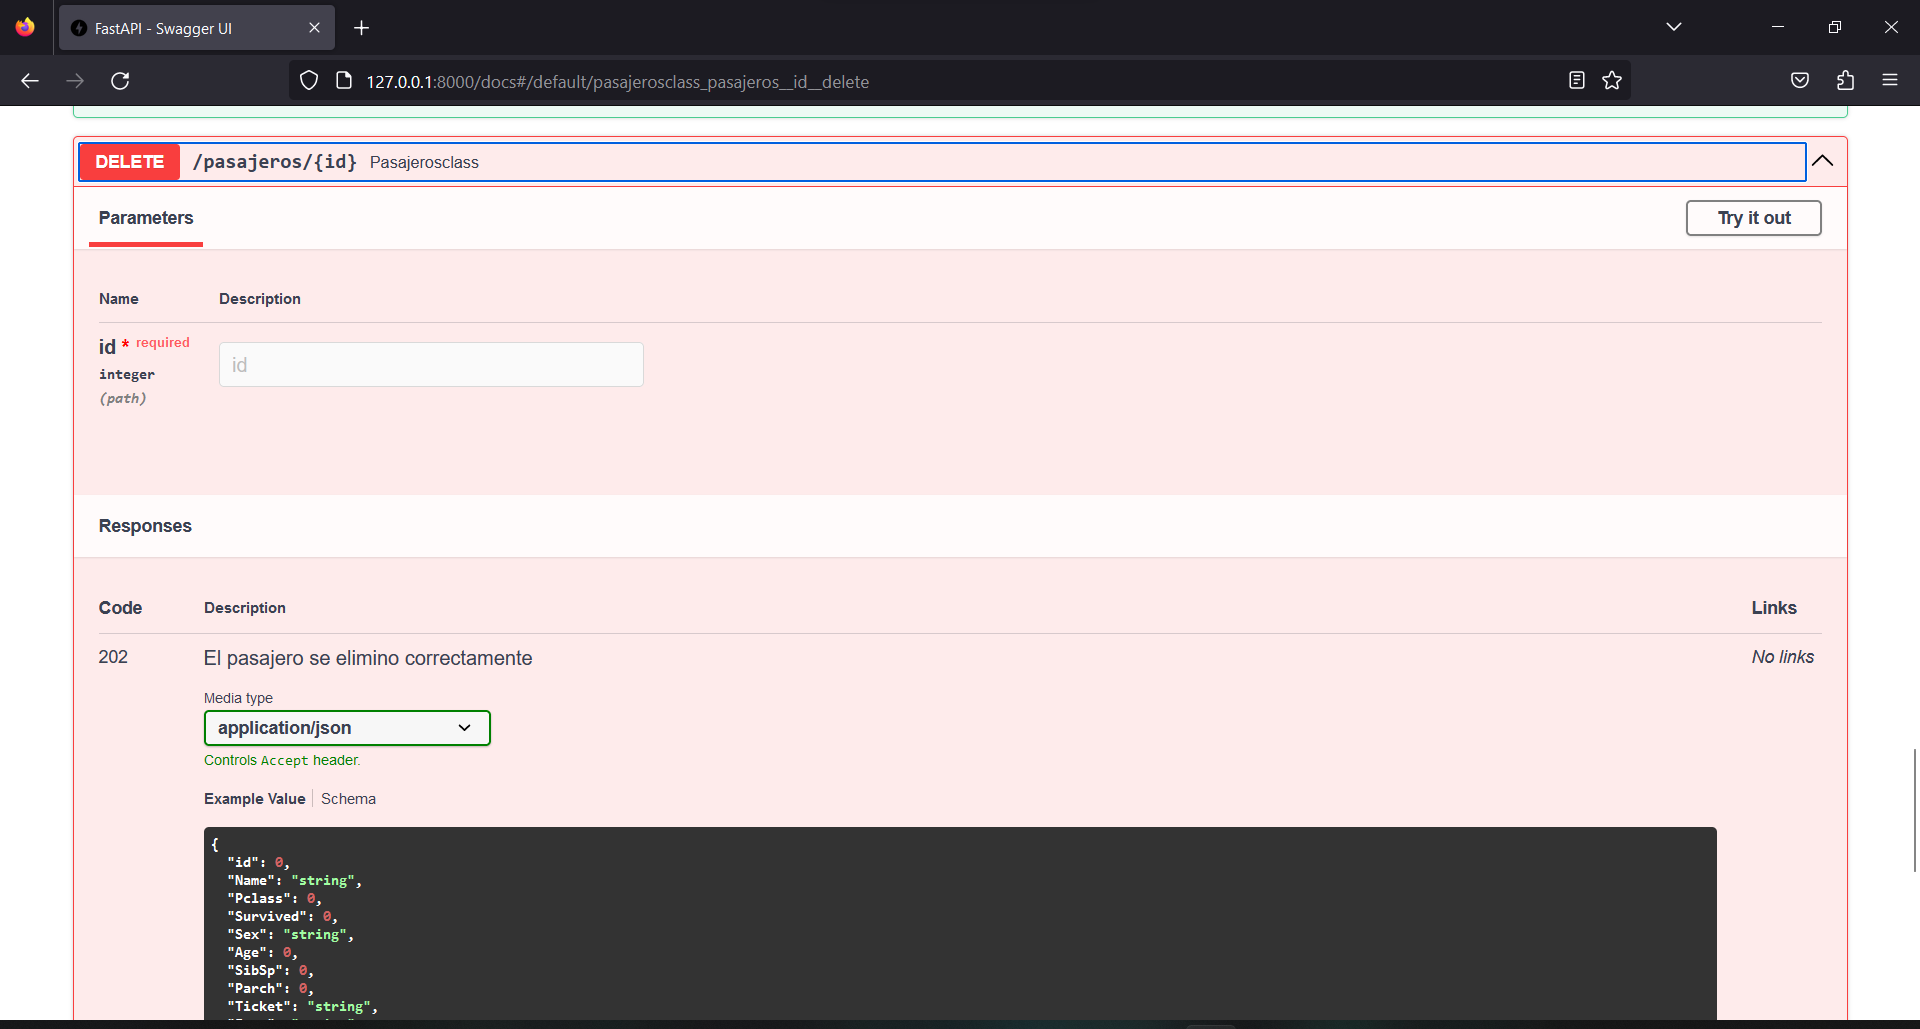 FastAPI - Swagger UI
127.0.0.1:8000/docs#/default/pasajerosclass_pasajeros__id__delete
DELETE /pasajeros/{id} Pasajerosclass
Parameters
Try it out
Name Description
id * required
integer
(path)
id
Responses
Code Description Links
202 El pasajero se elimino correctamente No links
Media type
application/json
Controls Accept header.
Example Value Schema
{
"id": 0,
"Name": "string",
"Pclass": 0,
"Survived": 0,
"Sex": "string",
"Age": 0,
"SibSp": 0,
"Parch": 0,
"Ticket": "string",